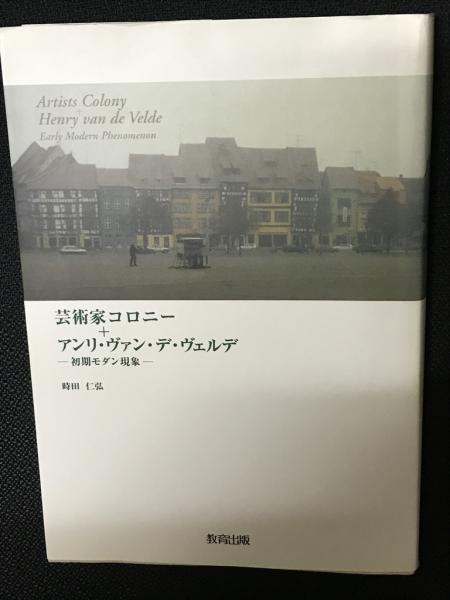 Artists Colony
+
Henry van de Velde
Early Modern Phenomenon
芸術家コロニー
+
アンリ・ヴァン・デ・ヴェルデ
―初期モダン現象―
時田 仁弘
教育出版